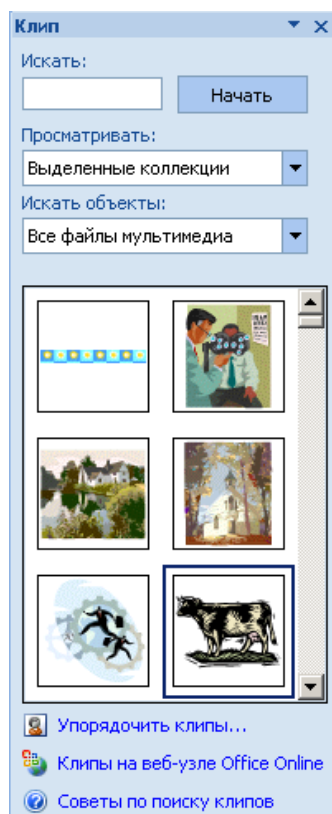 Клип
Искать:
Начать
Просматривать:
Выделенные коллекции
Искать объекты:
Все файлы мультимедиа
Упорядочить клипы...
Клипы на веб-узле Office Online
Советы по поиску клипов